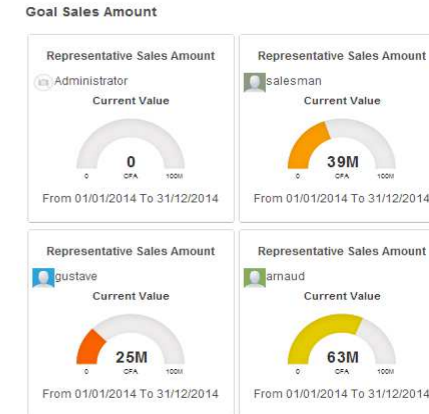 Goal Sales Amount
Representative Sales Amount
Administrator
Current Value
0
0 CFA 100M
From 01/01/2014 To 31/12/2014
Representative Sales Amount
salesman
Current Value
39M
0 CFA 100M
From 01/01/2014 To 31/12/2014
Representative Sales Amount
gustave
Current Value
25M
0 CFA 100M
From 01/01/2014 To 31/12/2014
Representative Sales Amount
arnaud
Current Value
63M
0 CFA 100M
From 01/01/2014 To 31/12/2014